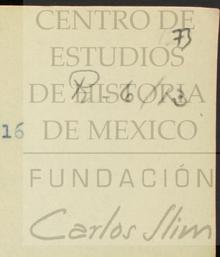 CENTRO DE
73
ESTUDIOS
DE HISTORIA
16 DE MEXICO
FUNDACIÓN
Carlos Slim